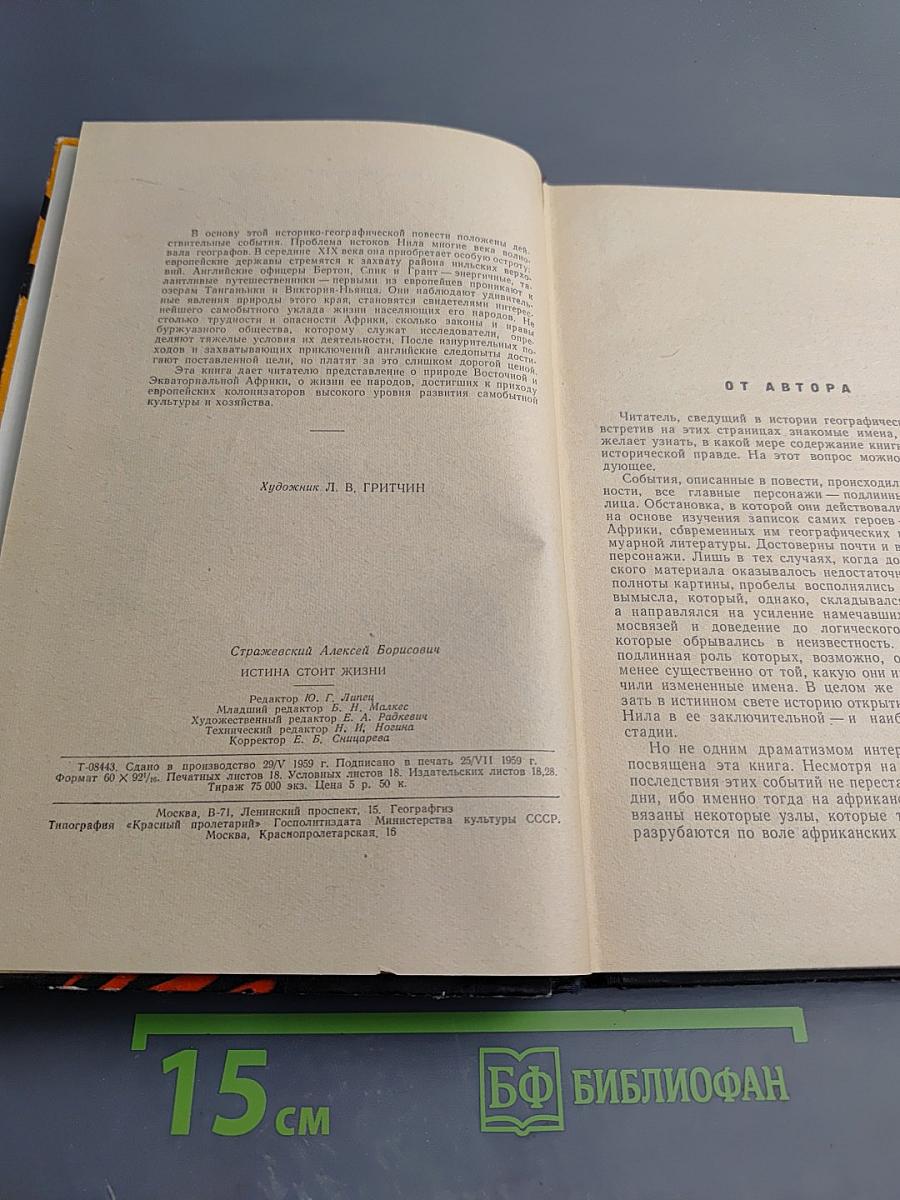 В основу этой историко-географической повести положены дей-
ствительные события. Проблема истоков Нила многие века волно-
вала географов. В середине XIX века она приобретает особую остроту:
европейские державы стремятся к захвату района нильских верхо-
вий. Английские офицеры Бертон, Спик и Грант — энергичные, та-
лантливые путешественники — первыми из европейцев проникают к
озерам Танганьики и Виктория-Ньянца. Они наблюдают удивитель-
ные явления природы этого края, становятся свидетелями интерес-
нейшего самобытного уклада жизни населяющих его народов. Не
столько трудности и опасности Африки, сколько законы и нравы
буржуазного общества, которому служат исследователи, опре-
деляют тяжелые условия их деятельности. После изнурительных по-
ходов и захватывающих приключений английские следопыты дости-
гают поставленной цели, но платят за это слишком дорогой ценой.
Эта книга дает читателю представление о природе Восточной и
Экваториальной Африки, о жизни ее народов, достигших к приходу
европейских колонизаторов высокого уровня развития самобытной
культуры и хозяйства.
Художник Л. В. ГРИТЧИН
Стражевский Алексей Борисович
ИСТИНА СТОИТ ЖИЗНИ
Редактор Ю. Г. Липец
Младший редактор Б. Н. Малкес
Художественный редактор Е. А. Радкевич
Технический редактор Н. И. Ногина
Корректор Е. Б. Сницарева
Т-08443. Сдано в производство 29/V 1959 г. Подписано в печать 25/VII 1959 г.
Формат 60 × 92¹/₁₆. Печатных листов 18. Условных листов 18. Издательских листов 18,28.
Тираж 75 000 экз. Цена 5 р. 50 к.
Москва, В-71, Ленинский проспект, 15. Географгиз
Типография «Красный пролетарий» Госполитиздата Министерства культуры СССР.
Москва, Краснопролетарская, 16
ОТ АВТОРА
Читатель, сведущий в истории географическ
встретив на этих страницах знакомые имена,
желает узнать, в какой мере содержание книг
исторической правде. На этот вопрос можно
дующее.
События, описанные в повести, происходил
ности, все главные персонажи — подлинны
лица. Обстановка, в которой они действовали
на основе изучения записок самих героев —
Африки, современных им географических
муарной литературы. Достоверны почти и в
персонажи. Лишь в тех случаях, когда до
ского материала оказывалось недостаточн
полноты картины, пробелы восполнялись
вымысла, который, однако, складывался
а направлялся на усиление намечавших
мосвязей и доведение до логического
которые обрывались в неизвестность.
подлинная роль которых, возможно, о
менее существенно от той, какую они и
чили измененные имена. В целом же
зать в истинном свете историю открыти
Нила в ее заключительной — и наиб
стадии.
Но не одним драматизмом интер
посвящена эта книга. Несмотря на
последствия этих событий не переста
дни, ибо именно тогда на африканс
вязаны некоторые узлы, которые т
разрубаются по воле африканских
15 СМ
БФ БИБЛИОФАН